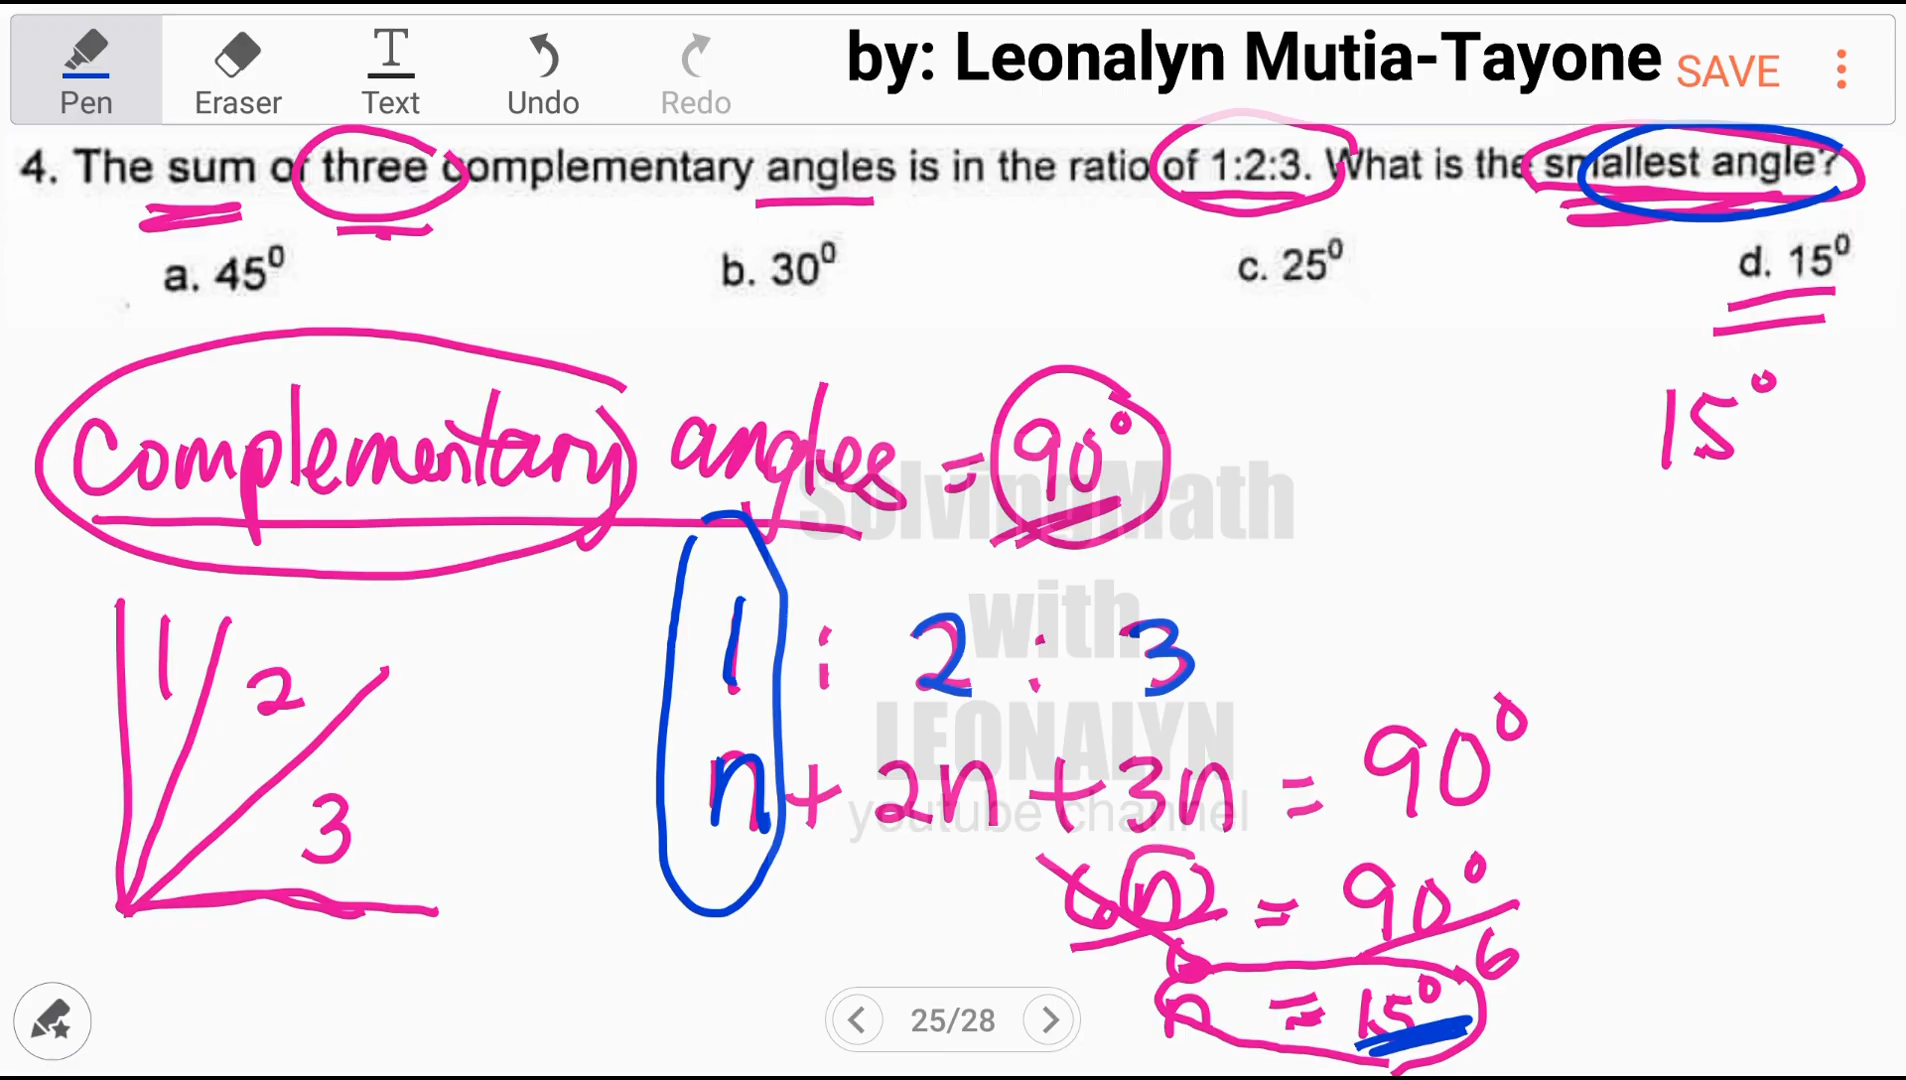 by: Leonalyn Mutia-Tayone
SAVE
Pen
Eraser
Text
Undo
Redo
4. The sum of three complementary angles is in the ratio of 1:2:3. What is the smallest angle?
a. 45⁰
b. 30⁰
c. 25⁰
d. 15⁰
15°
Complementary angles = 90°
SolvingMath
with
LEONALYN
youtube channel
1 2 3
1 : 2 : 3
n + 2n + 3n = 90°
6n = 90°
6 6
n = 15°
25/28